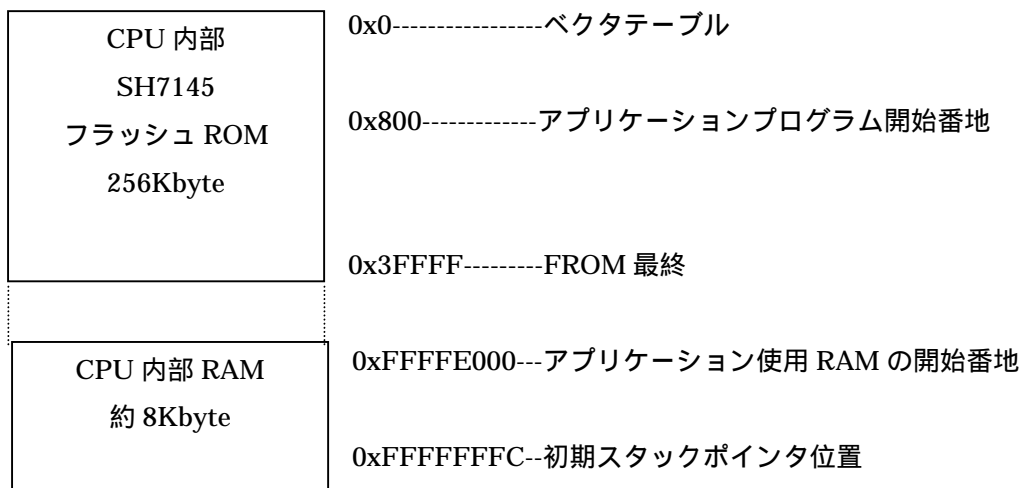 CPU 内部
SH7145
フラッシュ ROM
256Kbyte
0x0-----------------ベクタテーブル
0x800-------------アプリケーションプログラム開始番地
0x3FFFF---------FROM 最終
CPU 内部 RAM
約 8Kbyte
0xFFFFE000---アプリケーション使用 RAM の開始番地
0xFFFFFFFC--初期スタックポインタ位置